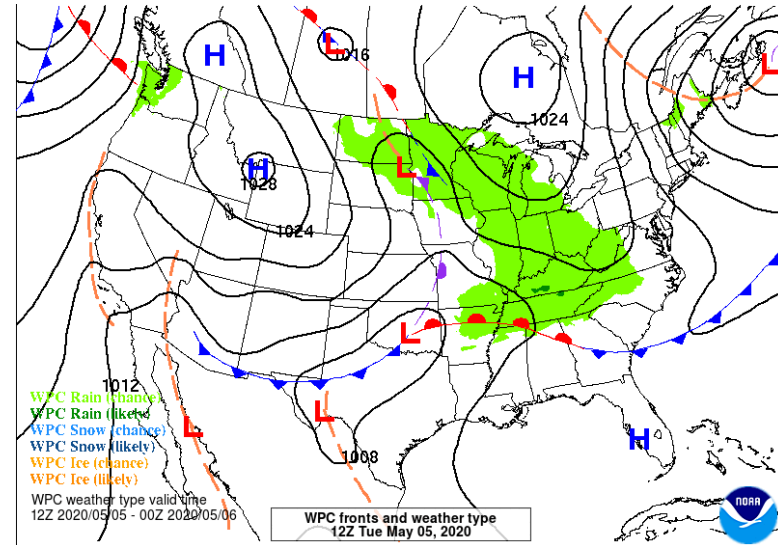 H
L
1016
H
L
1024
H
1028
L
1024
L
1012
L
L
1008
H
WPC Rain (chance)
WPC Rain (likely)
WPC Snow (chance)
WPC Snow (likely)
WPC Ice (chance)
WPC Ice (likely)
WPC weather type valid time
12Z 2020/05/05 - 00Z 2020/05/06
WPC fronts and weather type
12Z Tue May 05, 2020
NOAA